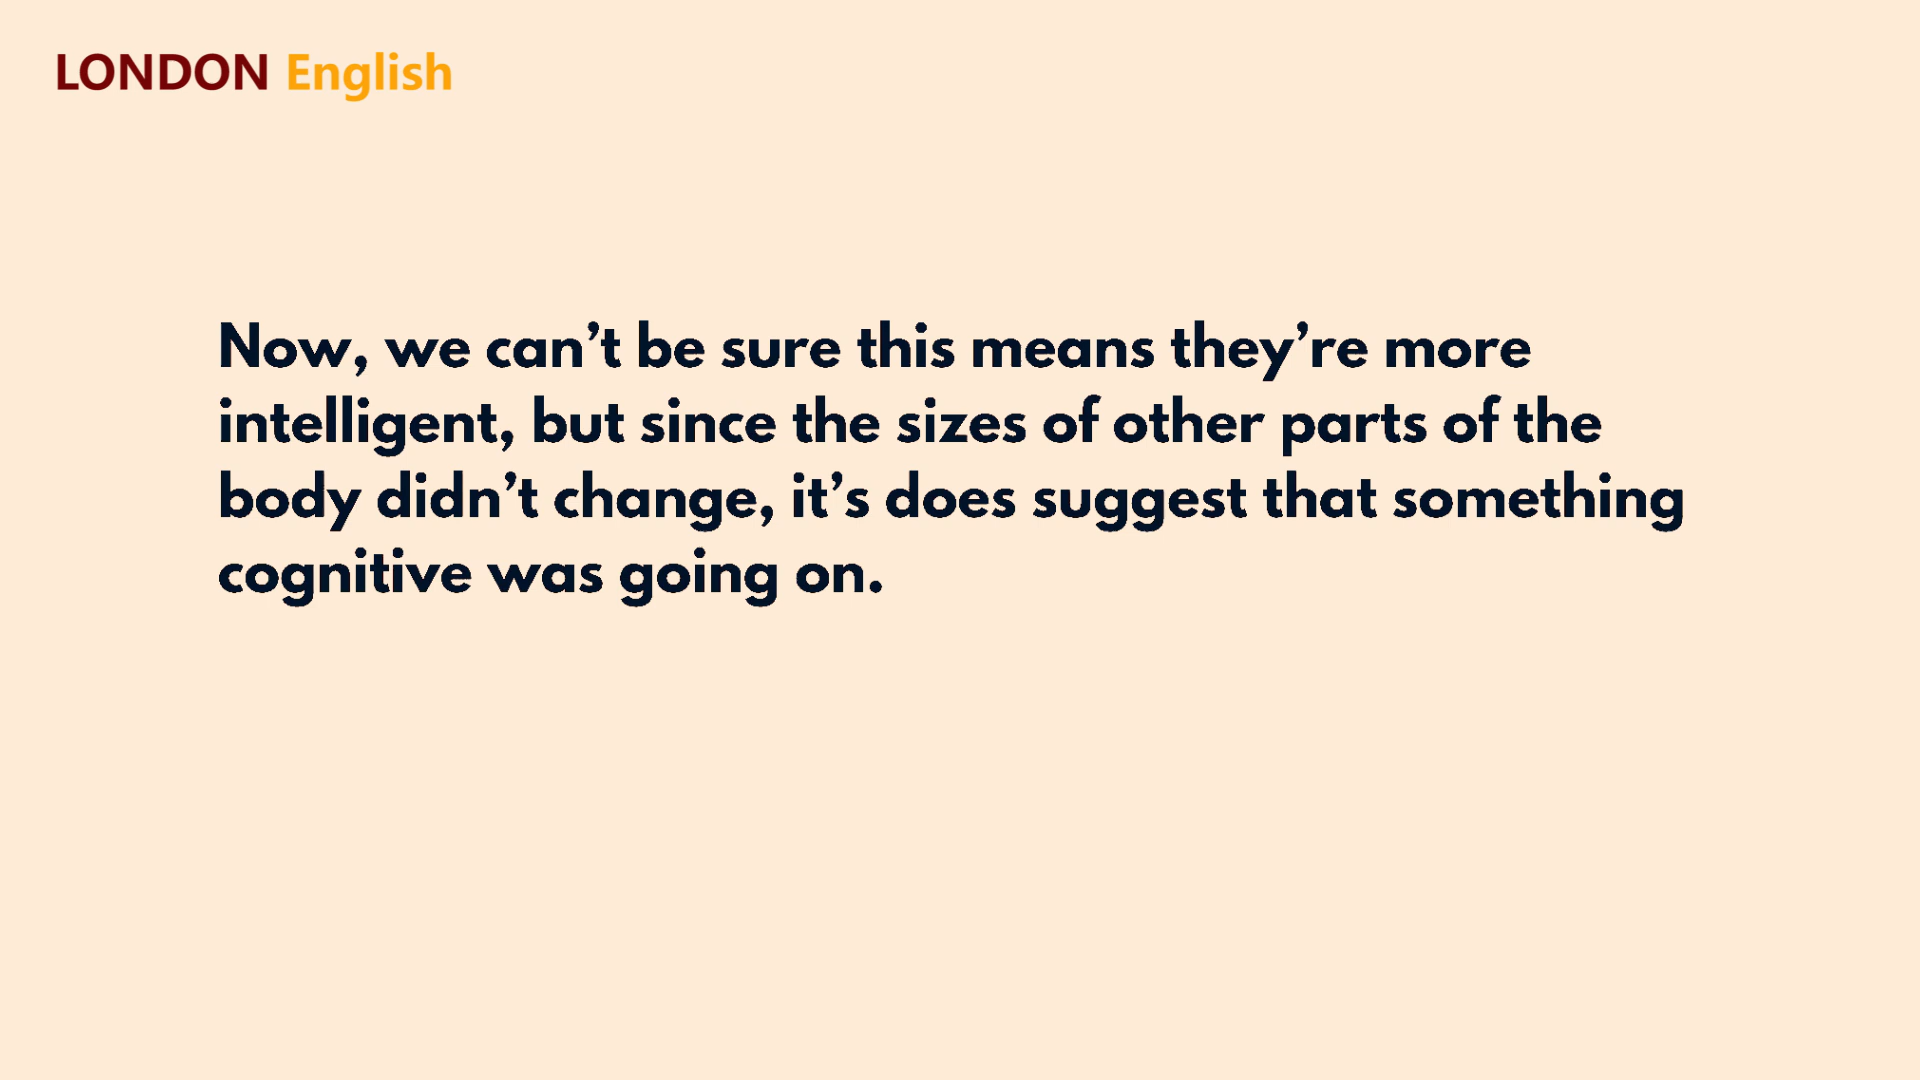 LONDON English
Now, we can’t be sure this means they’re more
intelligent, but since the sizes of other parts of the
body didn’t change, it’s does suggest that something
cognitive was going on.